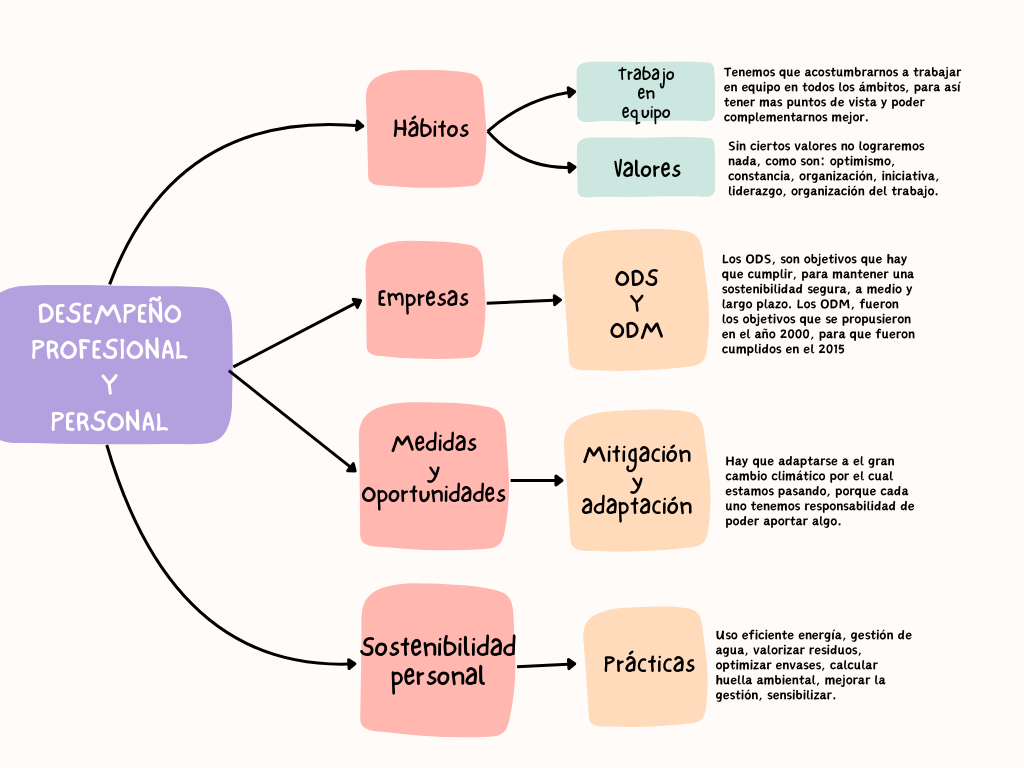 DESEMPEÑO
PROFESIONAL
Y
PERSONAL
Hábitos
Trabajo
en
equipo
Tenemos que acostumbrarnos a trabajar
en equipo en todos los ámbitos, para así
tener mas puntos de vista y poder
complementarnos mejor.
Valores
Sin ciertos valores no lograremos
nada, como son: optimismo,
constancia, organización, iniciativa,
liderazgo, organización del trabajo.
Empresas
ODS
Y
ODM
Los ODS, son objetivos que hay
que cumplir, para mantener una
sostenibilidad segura, a medio y
largo plazo. Los ODM, fueron
los objetivos que se propusieron
en el año 2000, para que fueron
cumplidos en el 2015
Medidas
y
Oportunidades
Mitigación
y
adaptación
Hay que adaptarse a el gran
cambio climático por el cual
estamos pasando, porque cada
uno tenemos responsabilidad de
poder aportar algo.
Sostenibilidad
personal
Prácticas
Uso eficiente energía, gestión de
agua, valorizar residuos,
optimizar envases, calcular
huella ambiental, mejorar la
gestión, sensibilizar.